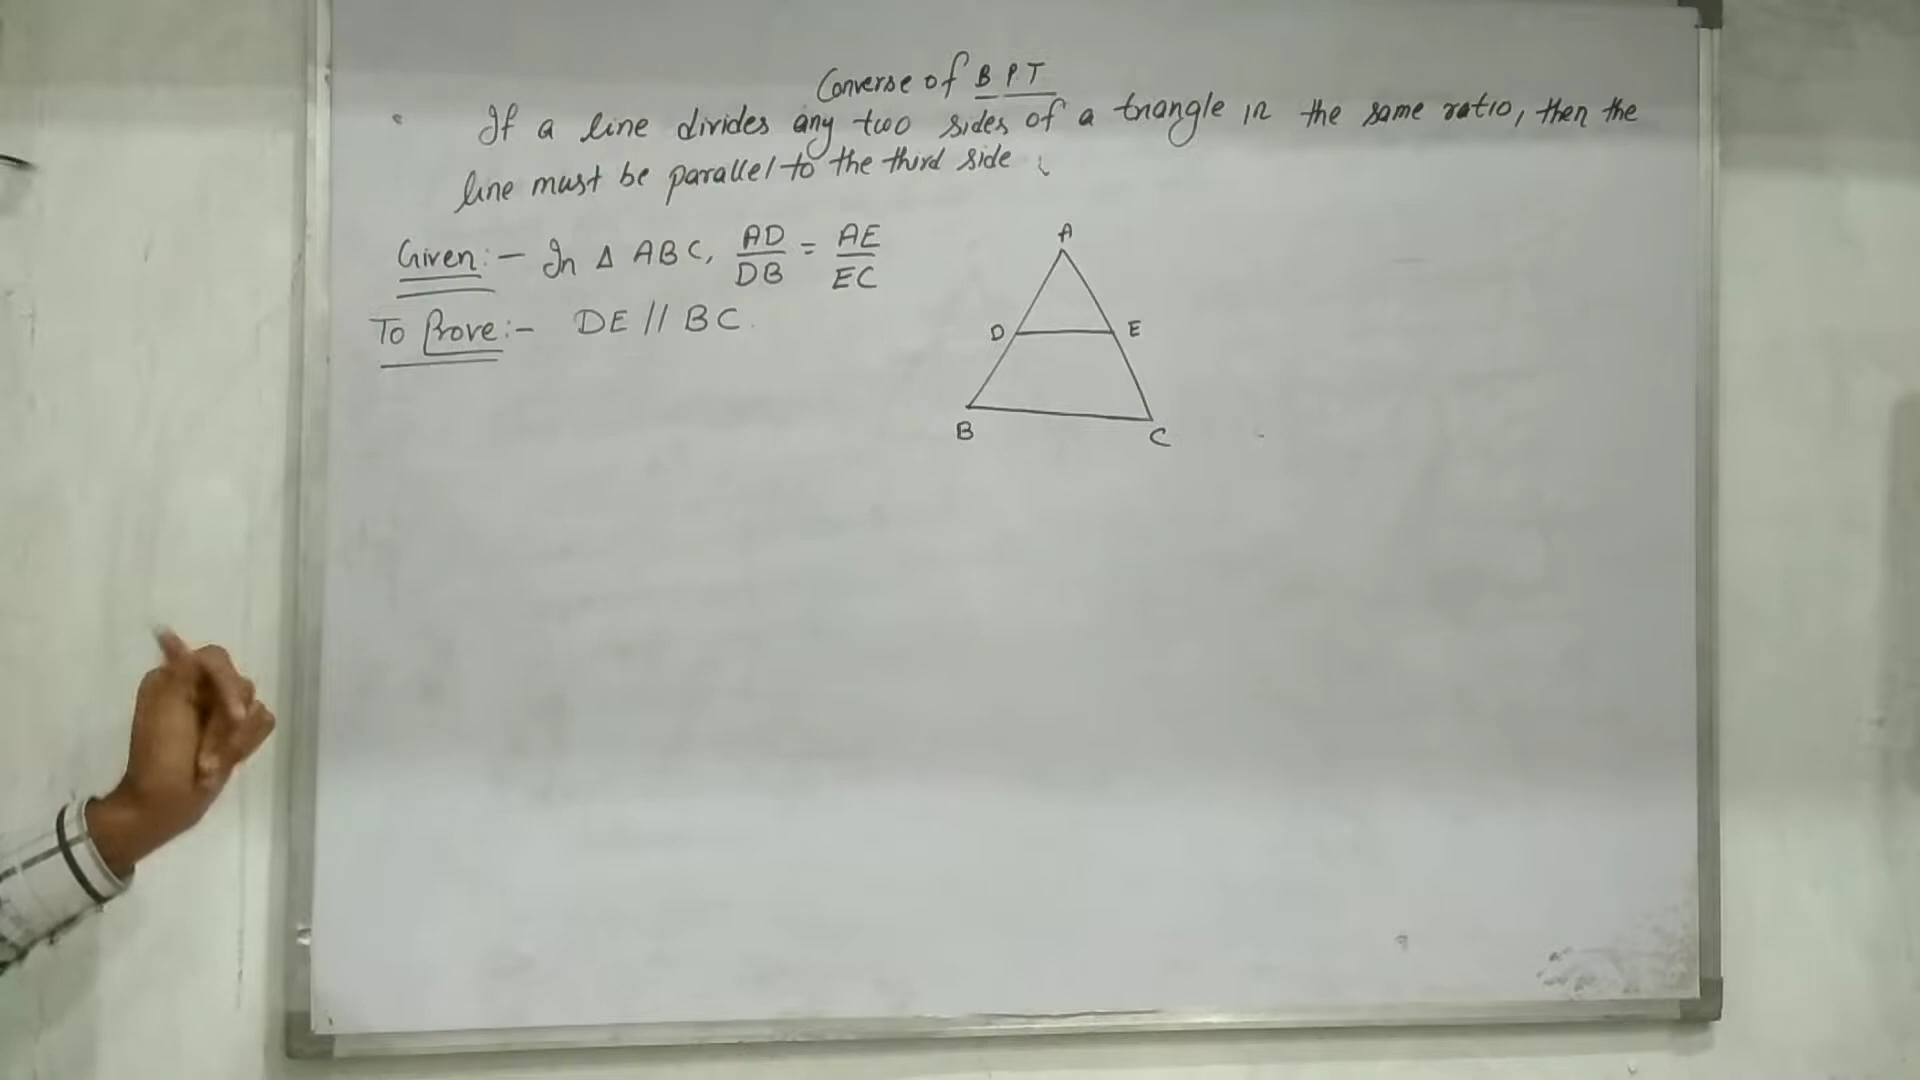 Converse of BPT
If a line divides any two sides of a triangle in the same ratio, then the
line must be parallel to the third side.
Given:- In Δ ABC, AD/DB = AE/EC
To Prove:- DE // BC.
A
D E
B C